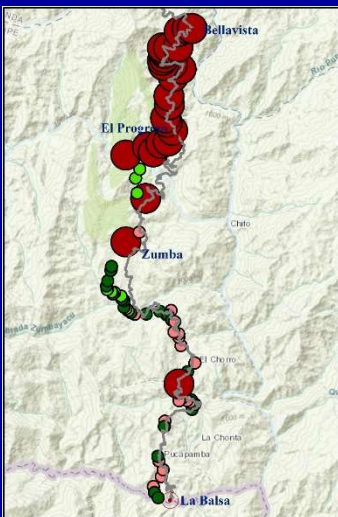 Bellavista
El Progreso
Chito
Zumba
El Chorro
La Chonta
Pucapamba
La Balsa